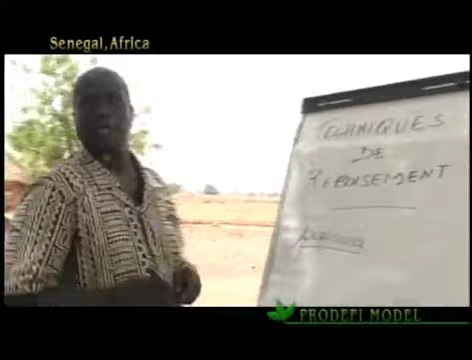 Senegal, Africa
TECHNIQUES
DE
REBOISEMENT
PRODEFI MODEL